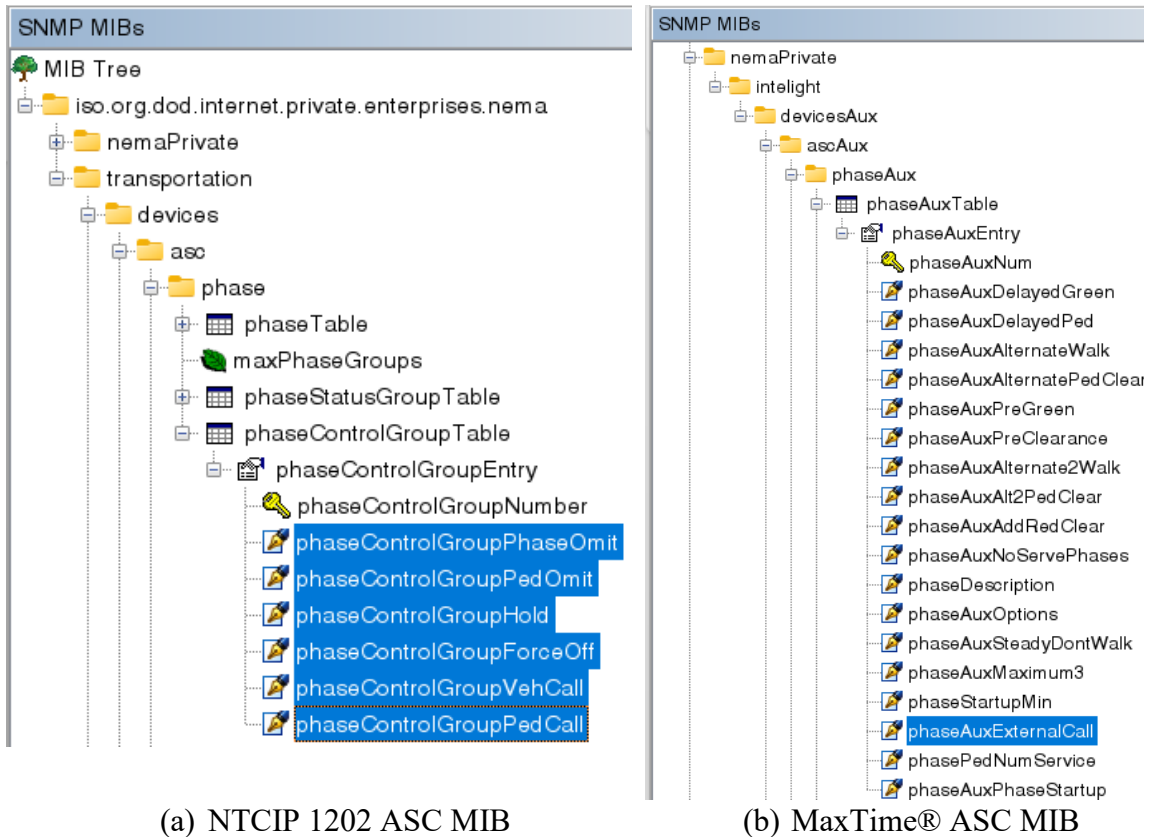 SNMP MIBs
MIB Tree
iso.org.dod.internet.private.enterprises.nema
nemaPrivate
transportation
devices
asc
phase
phaseTable
maxPhaseGroups
phaseStatusGroupTable
phaseControlGroupTable
phaseControlGroupEntry
phaseControlGroupNumber
phaseControlGroupPhaseOmit
phaseControlGroupPedOmit
phaseControlGroupHold
phaseControlGroupForceOff
phaseControlGroupVehCall
phaseControlGroupPedCall
(a) NTCIP 1202 ASC MIB
SNMP MIBs
nemaPrivate
intelight
devicesAux
ascAux
phaseAux
phaseAuxTable
phaseAuxEntry
phaseAuxNum
phaseAuxDelayedGreen
phaseAuxDelayedPed
phaseAuxAlternateWalk
phaseAuxAlternatePedClear
phaseAuxPreGreen
phaseAuxPreClearance
phaseAuxAlternate2Walk
phaseAuxAlt2PedClear
phaseAuxAddRedClear
phaseAuxNoServePhases
phaseDescription
phaseAuxOptions
phaseAuxSteadyDontWalk
phaseAuxMaximum3
phaseStartupMin
phaseAuxExternalCall
phasePedNumService
phaseAuxPhaseStartup
(b) MaxTime® ASC MIB